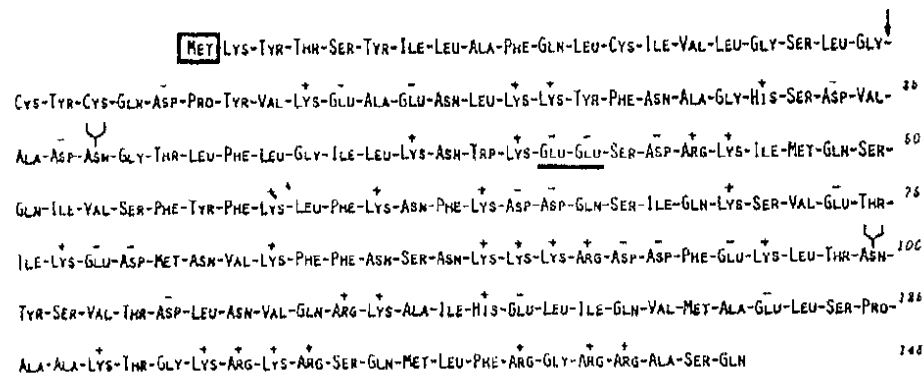 MET LYS-TYR-THR-SER-TYR-ILE-LEU-ALA-PHE-GLN-LEU-CYS-ILE-VAL-LEU-GLY-SER-LEU-GLY-
CYS-TYR-CYS-GLN-ASP-PRO-TYR-VAL-LYS-GLU-ALA-GLU-ASN-LEU-LYS-LYS-TYR-PHE-ASN-ALA-GLY-HIS-SER-ASP-VAL- 25
ALA-ASP-ASN-GLY-THR-LEU-PHE-LEU-GLY-ILE-LEU-LYS-ASN-TRP-LYS-GLU-GLU-SER-ASP-ARG-LYS-ILE-MET-GLN-SER- 50
GLN-ILE-VAL-SER-PHE-TYR-PHE-LYS-LEU-PHE-LYS-ASN-PHE-LYS-ASP-ASP-GLN-SER-ILE-GLN-LYS-SER-VAL-GLU-THR- 75
ILE-LYS-GLU-ASP-MET-ASN-VAL-LYS-PHE-PHE-ASN-SER-ASN-LYS-LYS-LYS-ARG-ASP-ASP-PHE-GLU-LYS-LEU-THR-ASN- 100
TYR-SER-VAL-THR-ASP-LEU-ASN-VAL-GLN-ARG-LYS-ALA-ILE-HIS-GLU-LEU-ILE-GLN-VAL-MET-ALA-GLU-LEU-SER-PRO- 125
ALA-ALA-LYS-THR-GLY-LYS-ARG-LYS-ARG-SER-GLN-MET-LEU-PHE-ARG-GLY-ARG-ARG-ALA-SER-GLN 146